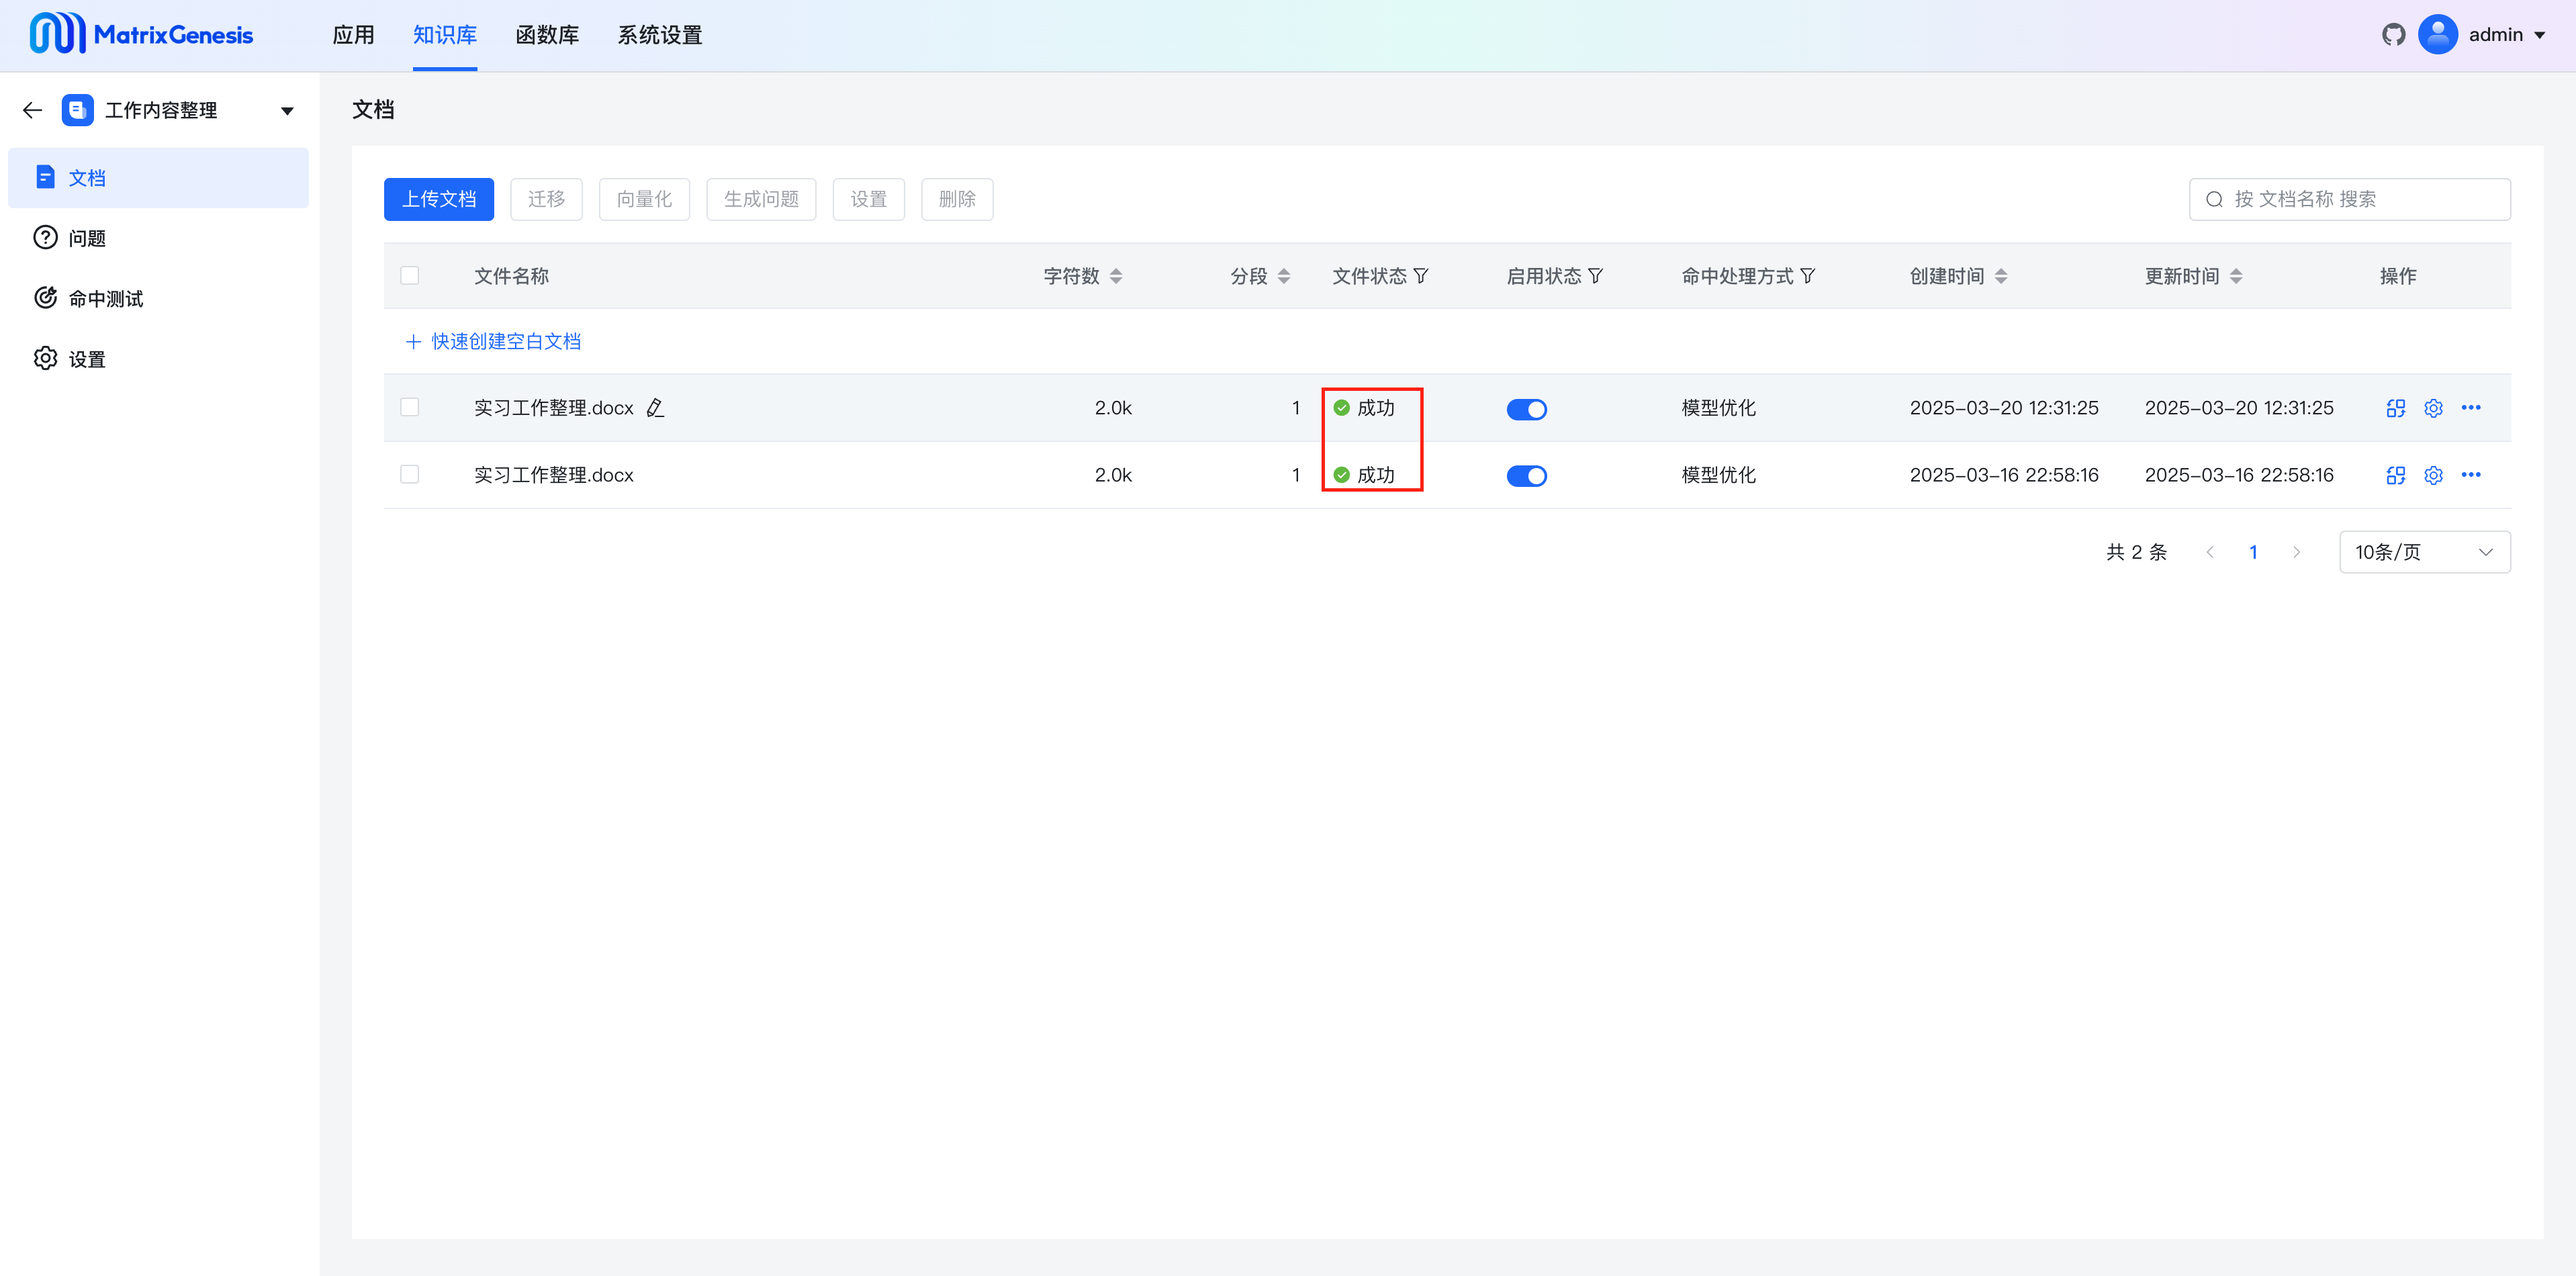 MatrixGenesis 应用 知识库 函数库 系统设置 admin
工作内容整理
文档
问题
命中测试
设置
文档
上传文档 迁移 向量化 生成问题 设置 删除 按 文档名称 搜索
文件名称 字符数 分段 文件状态 启用状态 命中处理方式 创建时间 更新时间 操作
+ 快速创建空白文档
实习工作整理.docx 2.0k 1 成功 模型优化 2025-03-20 12:31:25 2025-03-20 12:31:25
实习工作整理.docx 2.0k 1 成功 模型优化 2025-03-16 22:58:16 2025-03-16 22:58:16
共 2 条 1 10条/页